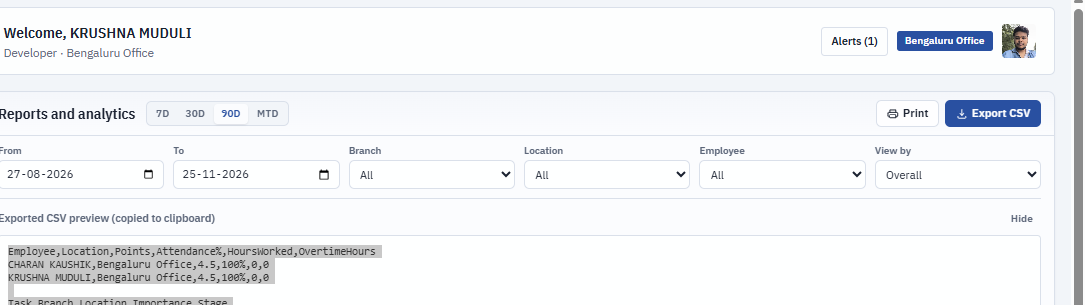 Welcome, KRUSHNA MUDULI
Developer · Bengaluru Office
Alerts (1)
Bengaluru Office
Reports and analytics
7D
30D
90D
MTD
Print
Export CSV
From
To
Branch
Location
Employee
View by
27-08-2026
25-11-2026
All
All
All
Overall
Exported CSV preview (copied to clipboard)
Hide
Employee,Location,Points,Attendance%,HoursWorked,OvertimeHours
CHARAN KAUSHIK,Bengaluru Office,4.5,100%,0,0
KRUSHNA MUDULI,Bengaluru Office,4.5,100%,0,0
Task,Branch,Location,Importance,Stage